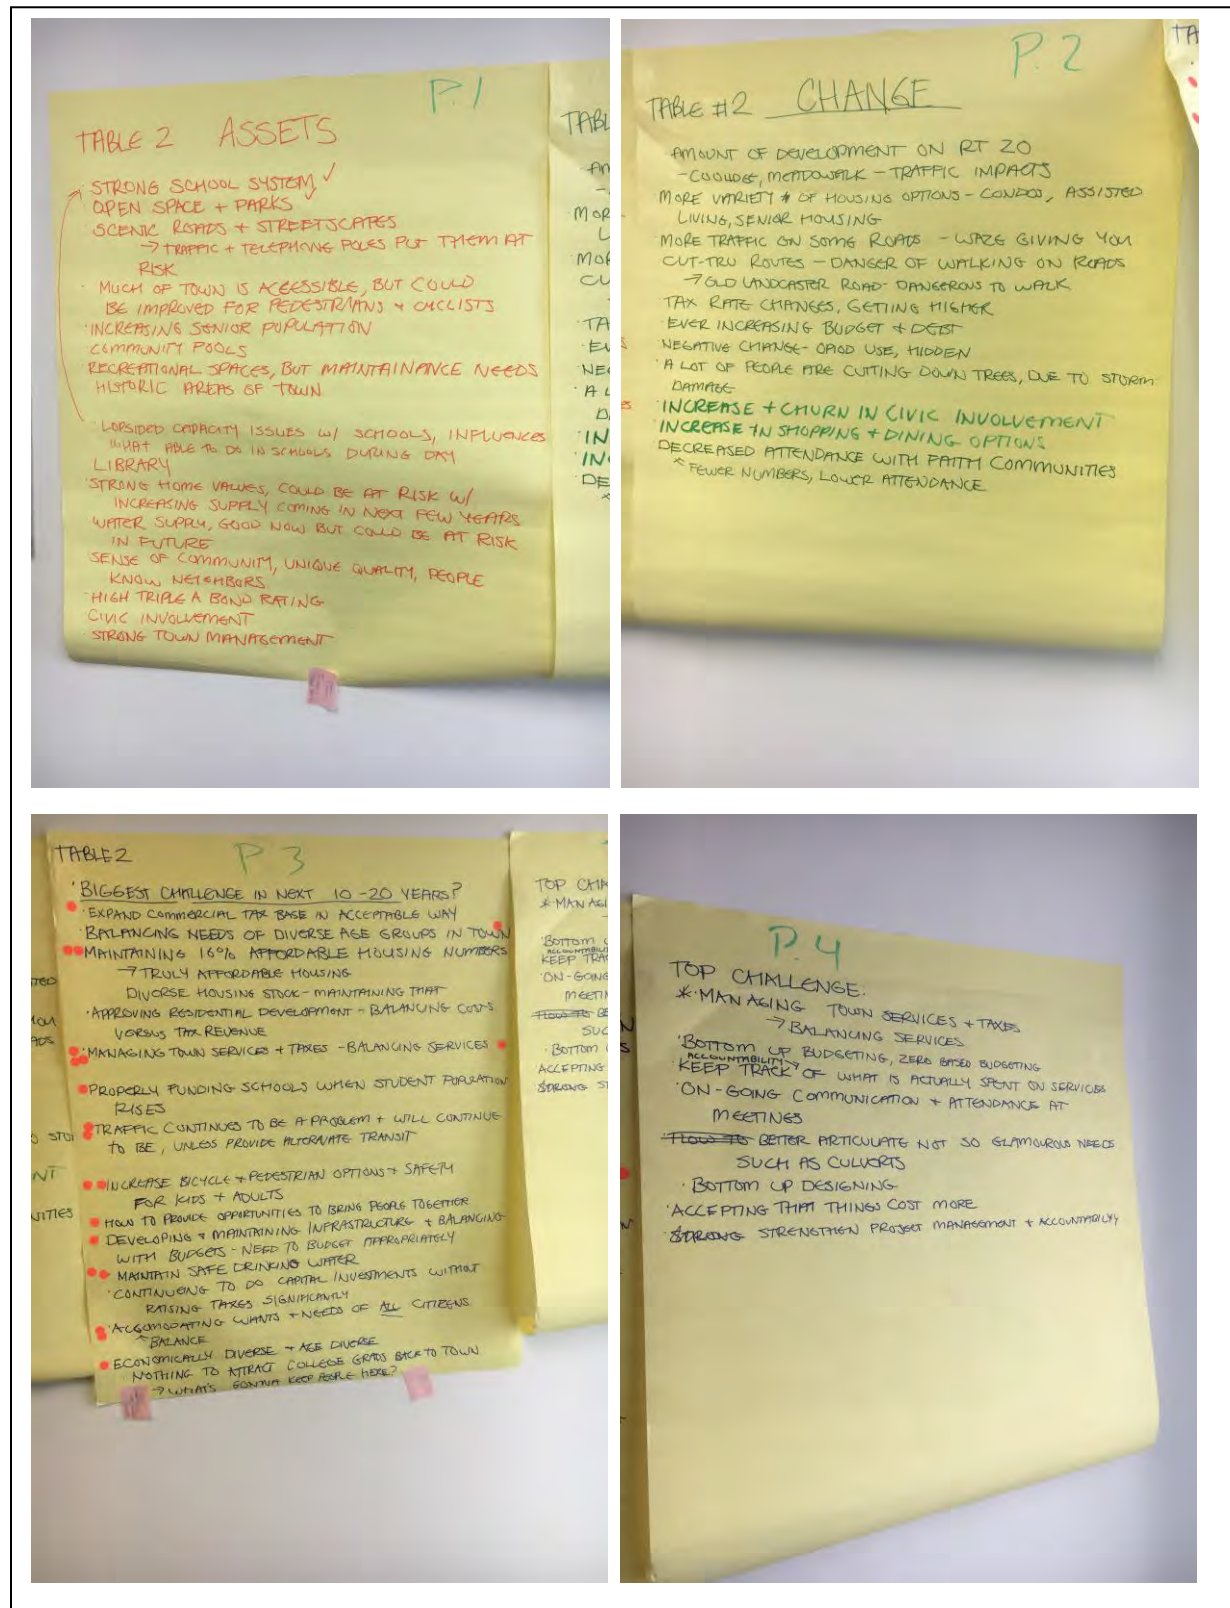 P.1
TABLE 2 ASSETS
· STRONG SCHOOL SYSTEM ✓
· OPEN SPACE + PARKS ✓
· SCENIC ROADS + STREETSCAPES
→ TRAFFIC + TELEPHONE POLES PUT THEM AT
RISK
· MUCH OF TOWN IS ACCESSIBLE, BUT COULD
BE IMPROVED FOR PEDESTRIANS + CYCLISTS
· INCREASING SENIOR POPULATION
· COMMUNITY POOLS
· RECREATIONAL SPACES, BUT MAINTAINANCE NEEDS
· HISTORIC AREAS OF TOWN
· LOPSIDED CAPACITY ISSUES W/ SCHOOLS, INFLUENCES
WHAT ABLE TO DO IN SCHOOLS DURING DAY
· LIBRARY
· STRONG HOME VALUES, COULD BE AT RISK W/
INCREASING SUPPLY COMING IN NEXT FEW YEARS
· WATER SUPPLY, GOOD NOW BUT COULD BE AT RISK
IN FUTURE
· SENSE OF COMMUNITY, UNIQUE QUALITY, PEOPLE
KNOW NEIGHBORS
· HIGH TRIPLE A BOND RATING
· CIVIC INVOLVEMENT
· STRONG TOWN MANAGEMENT
P. 2
TABLE #2 CHANGE
· AMOUNT OF DEVELOPMENT ON RT 20
- COOLIDGE, MEADOWALK - TRAFFIC IMPACTS
MORE VARIETY OF HOUSING OPTIONS - CONDOS, ASSISTED
LIVING, SENIOR HOUSING
· MORE TRAFFIC ON SOME ROADS - WAZE GIVING YOU
CUT-TRU ROUTES - DANGER OF WALKING ON ROADS
→ OLD LANDCASTER ROAD - DANGEROUS TO WALK
· TAX RATE CHANGES, GETTING HIGHER
· EVER INCREASING BUDGET + DEBT
· NEGATIVE CHANGE - OPIOD USE, HIDDEN
· A LOT OF PEOPLE ARE CUTTING DOWN TREES, DUE TO STORM
DAMAGE
· INCREASE + CHURN IN CIVIC INVOLVEMENT
· INCREASE IN SHOPPING + DINING OPTIONS
DECREASED ATTENDANCE WITH FAITH COMMUNITIES
^ FEWER NUMBERS, LOWER ATTENDANCE
TABLE 2 P 3
· BIGGEST CHALLENGE IN NEXT 10-20 YEARS?
· EXPAND COMMERCIAL TAX BASE IN ACCEPTABLE WAY
· BALANCING NEEDS OF DIVERSE AGE GROUPS IN TOWN
MAINTAINING 16% AFFORDABLE HOUSING NUMBERS
→ TRULY AFFORDABLE HOUSING
DIVERSE HOUSING STOCK - MAINTAINING THAT
· APPROVING RESIDENTIAL DEVELOPMENT - BALANCING COSTS
VERSUS TAX REVENUE
· MANAGING TOWN SERVICES + TAXES - BALANCING SERVICES
· PROPERLY FUNDING SCHOOLS WHEN STUDENT POPULATION
RISES
TRAFFIC CONTINUES TO BE A PROBLEM + WILL CONTINUE
TO BE, UNLESS PROVIDE ALTERNATE TRANSIT
· INCREASE BICYCLE + PEDESTRIAN OPTIONS + SAFETY
FOR KIDS + ADULTS
· HOW TO PROVIDE OPPORTUNITIES TO BRING PEOPLE TOGETHER
· DEVELOPING + MAINTAINING INFRASTRUCTURE + BALANCING
WITH BUDGETS - NEED TO BUDGET APPROPRIATELY
· MAINTAIN SAFE DRINKING WATER
· CONTINUEING TO DO CAPITAL INVESTMENTS WITHOUT
RAISING TAXES SIGNIFICANTLY
· ACCOMODATING WANTS + NEEDS OF ALL CITIZENS
^ BALANCE
· ECONOMICALLY DIVERSE + AGE DIVERSE
NOTHING TO ATTRACT COLLEGE GRADS BACK TO TOWN
→ WHAT'S GONNA KEEP PEOPLE HERE?
P.4
TOP CHALLENGE.
* · MANAGING TOWN SERVICES + TAXES
→ BALANCING SERVICES
· BOTTOM UP BUDGETING, ZERO BASED BUDGETING
ACCOUNTABILITY →
· KEEP TRACK OF WHAT IS ACTUALLY SPENT ON SERVICES
· ON-GOING COMMUNICATION + ATTENDANCE AT
MEETINGS
BETTER ARTICULATE NOT SO GLAMOUROUS NEEDS
SUCH AS CULVERTS
· BOTTOM UP DESIGNING
· ACCEPTING THAT THINGS COST MORE
· STRENGTHEN PROJECT MANAGEMENT + ACCOUNTABILITY